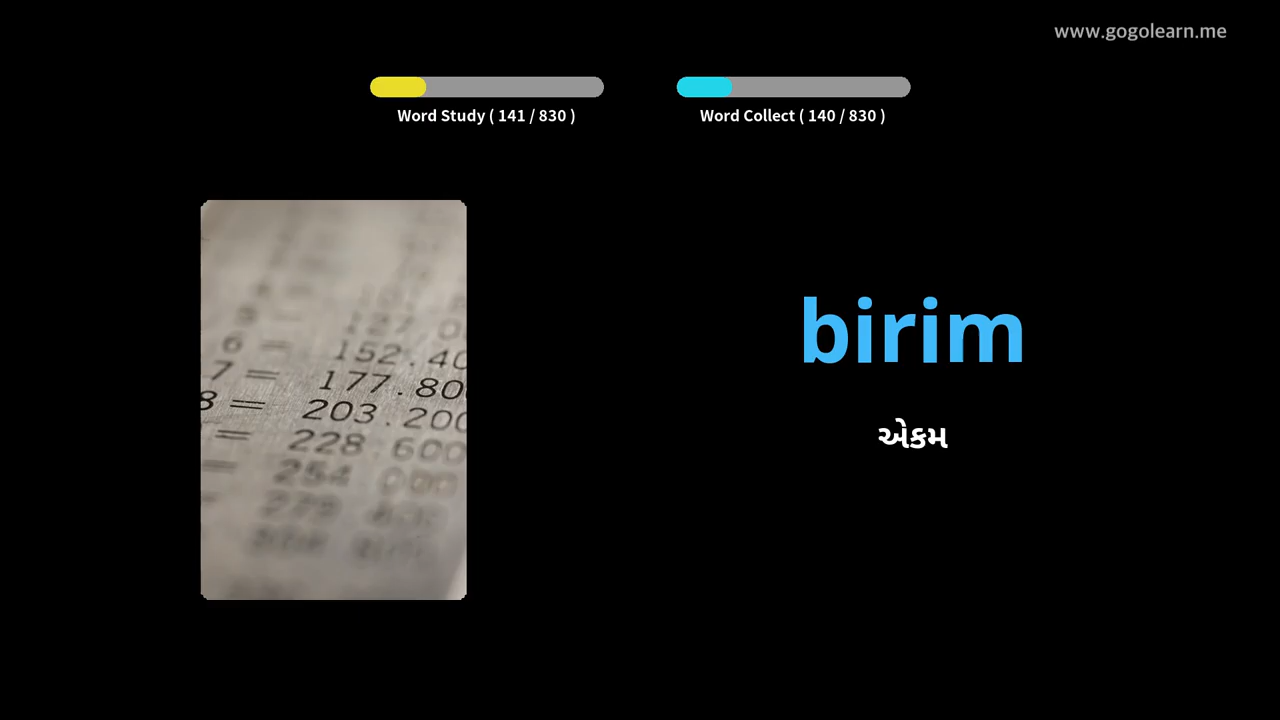 www.gogolearn.me
Word Study ( 141 / 830 )
Word Collect ( 140 / 830 )
6 = 152.40
7 = 177.80
8 = 203.200
= 228.600
254
birim
એકમ